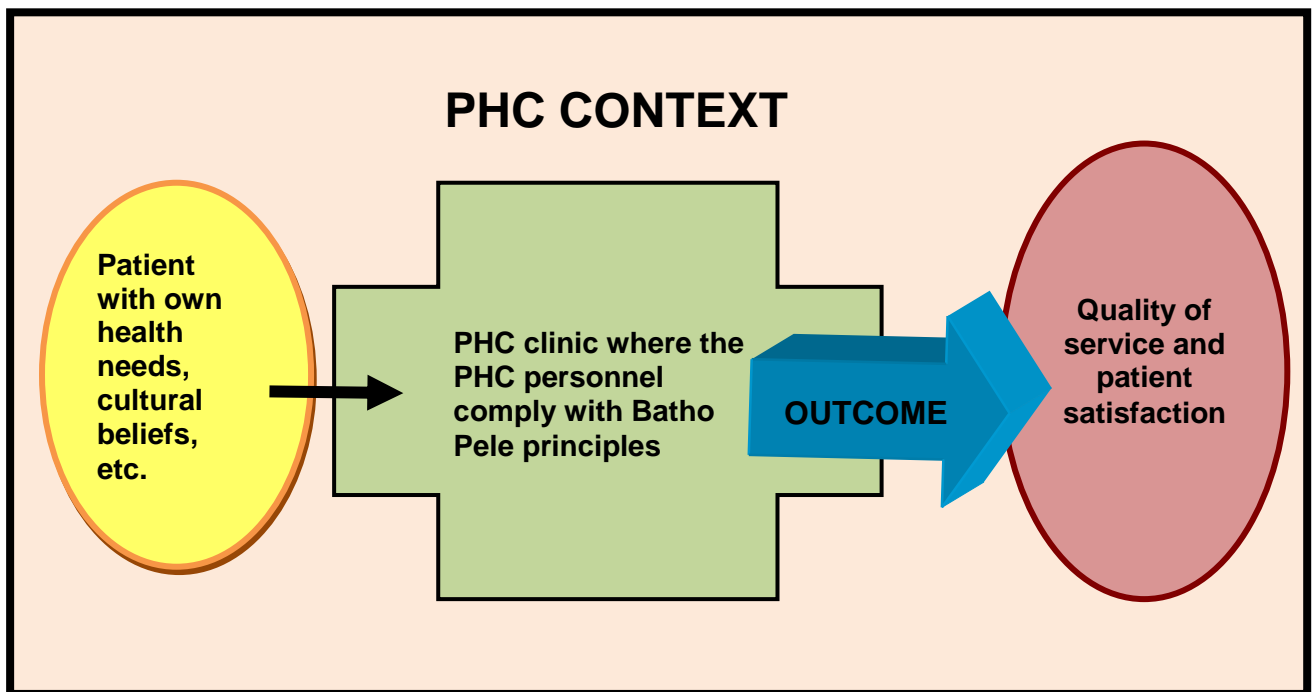 PHC CONTEXT
Patient
with own
health
needs,
cultural
beliefs,
etc.
PHC clinic where the
PHC personnel
comply with Batho
Pele principles
OUTCOME
Quality of
service and
patient
satisfaction